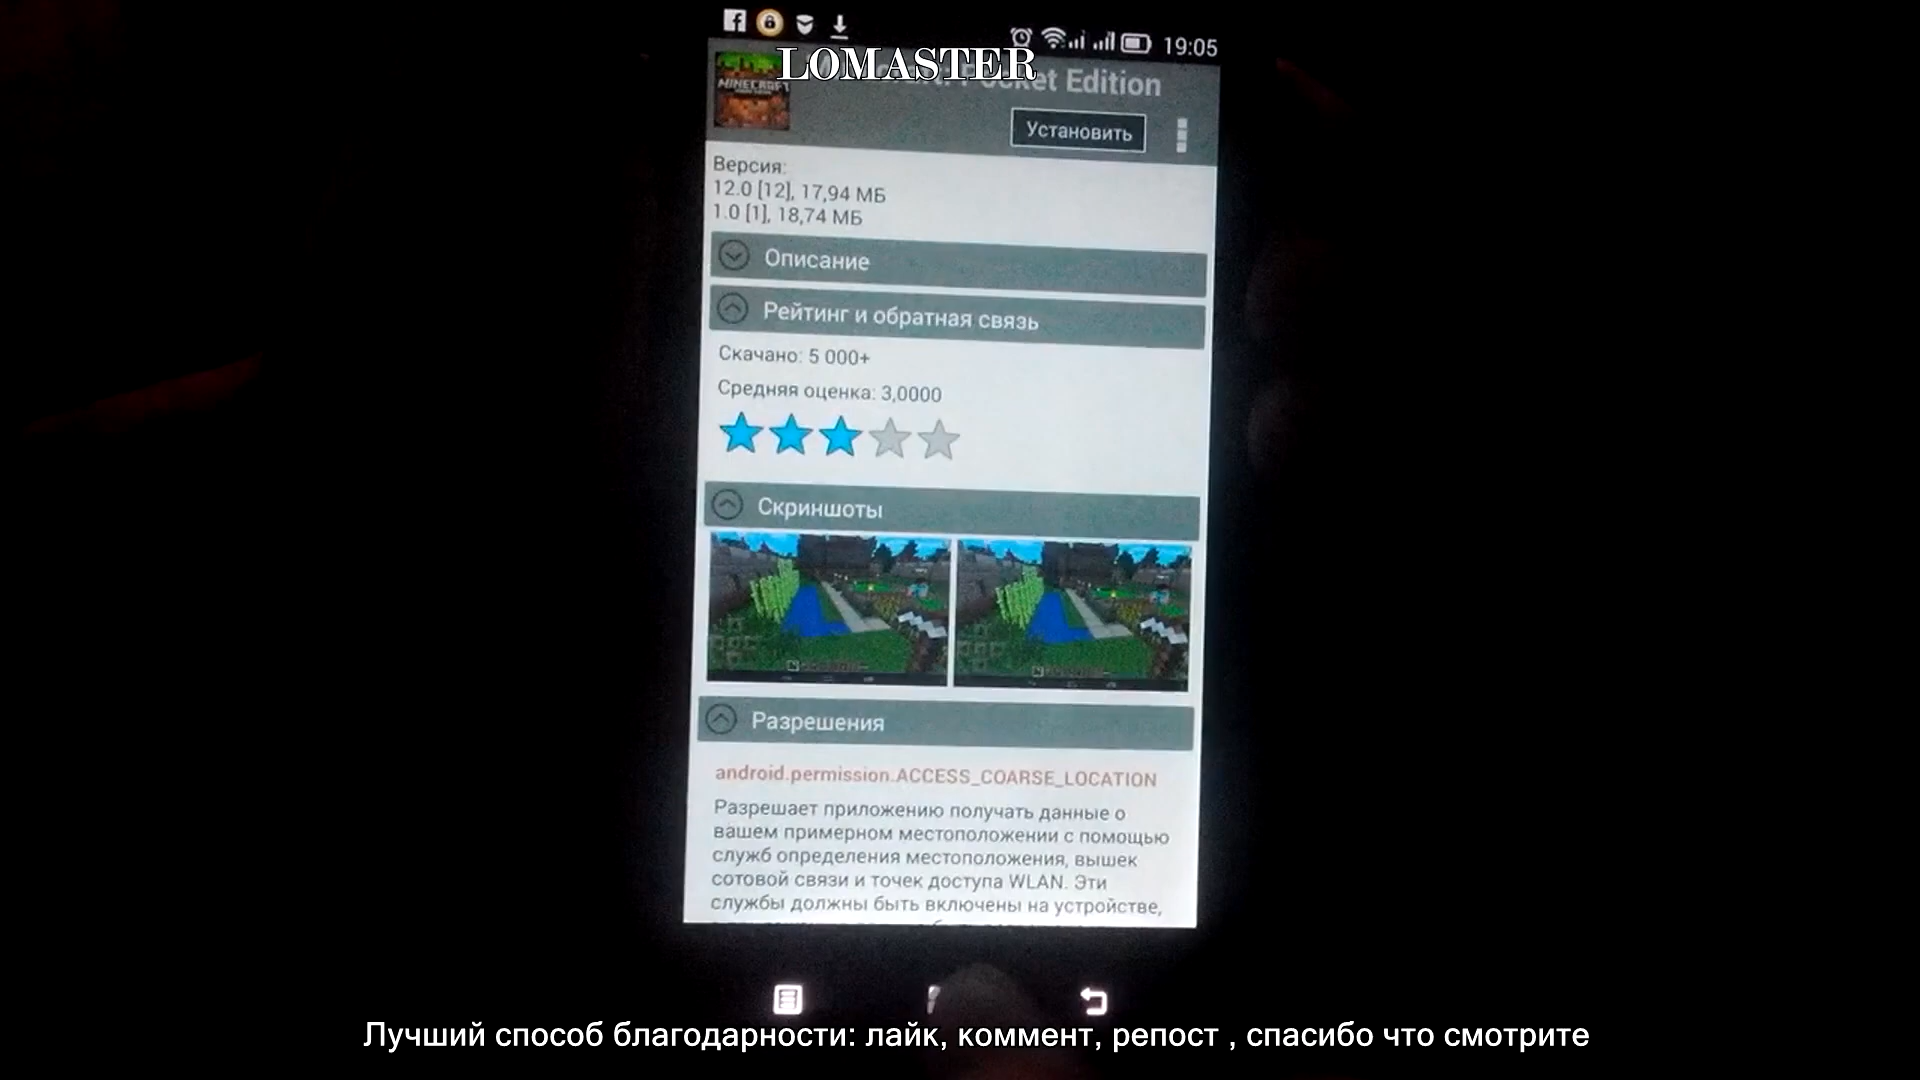 19:05
LOMASTER
MINECRAFT
Pocket Edition
Установить
Версия:
12.0 [12], 17,94 МБ
1.0 [1], 18,74 МБ
Описание
Рейтинг и обратная связь
Скачано: 5 000+
Средняя оценка: 3,0000
Скриншоты
Разрешения
android.permission.ACCESS_COARSE_LOCATION
Разрешает приложению получать данные о
вашем примерном местоположении с помощью
служб определения местоположения, вышек
сотовой связи и точек доступа WLAN. Эти
службы должны быть включены на устройстве,
Лучший способ благодарности: лайк, коммент, репост , спасибо что смотрите